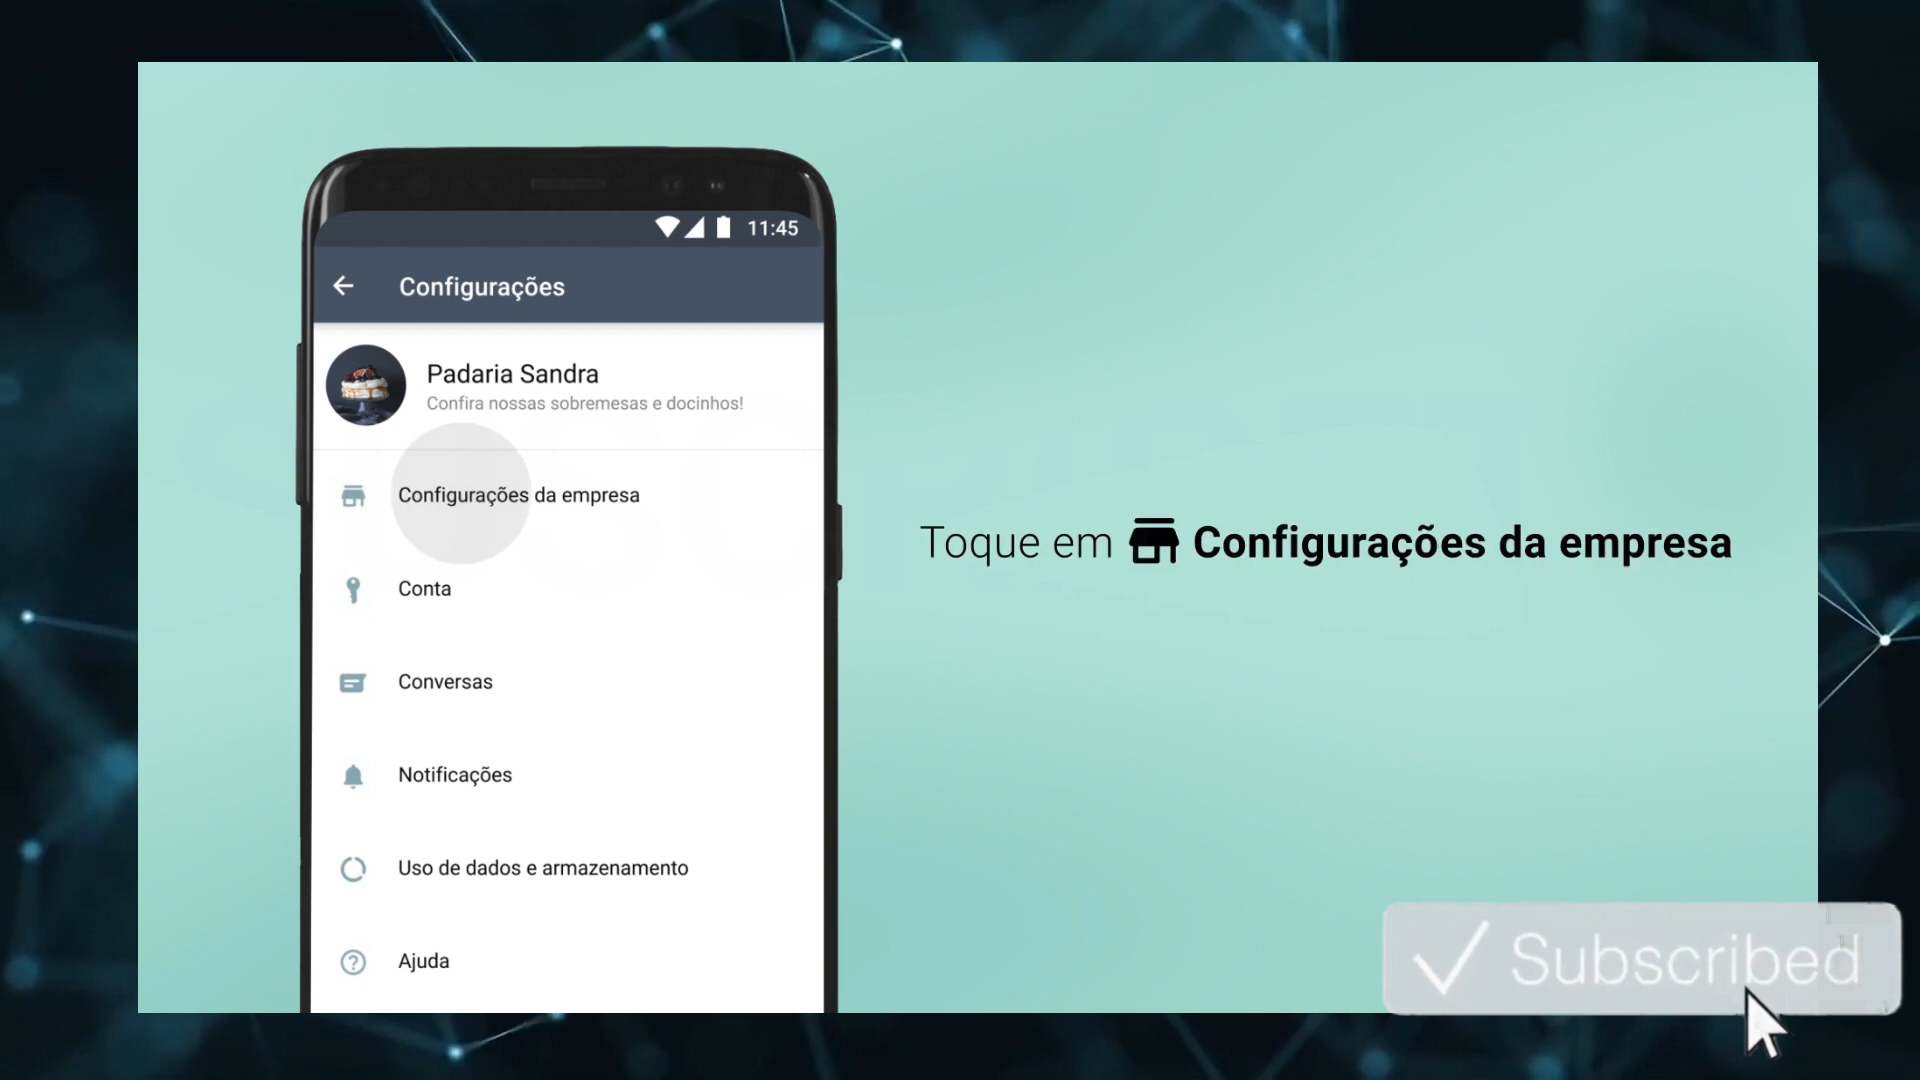 11:45
Configurações
Padaria Sandra
Confira nossas sobremesas e docinhos!
Configurações da empresa
Conta
Conversas
Notificações
Uso de dados e armazenamento
Ajuda
Toque em Configurações da empresa
Subscribed